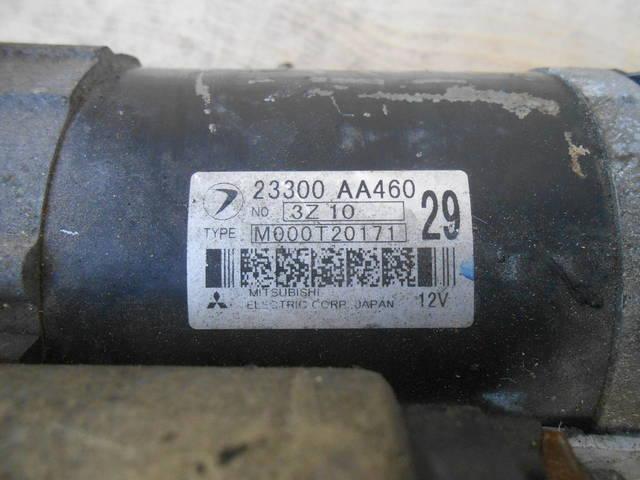 23300 AA460
NO 3Z10 29
TYPE M000T20171
MITSUBISHI
ELECTRIC CORP. JAPAN 12V